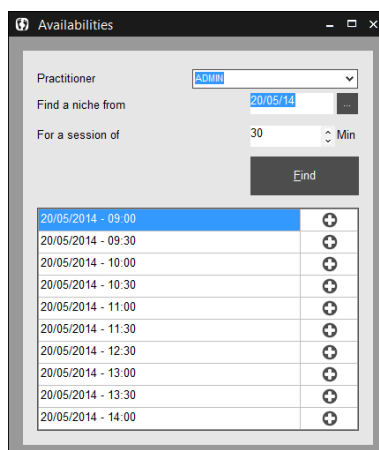 Availabilities
Practitioner ADMIN
Find a niche from 20/05/14 ...
For a session of 30 Min
Find
20/05/2014 - 09:00
20/05/2014 - 09:30
20/05/2014 - 10:00
20/05/2014 - 10:30
20/05/2014 - 11:00
20/05/2014 - 11:30
20/05/2014 - 12:30
20/05/2014 - 13:00
20/05/2014 - 13:30
20/05/2014 - 14:00